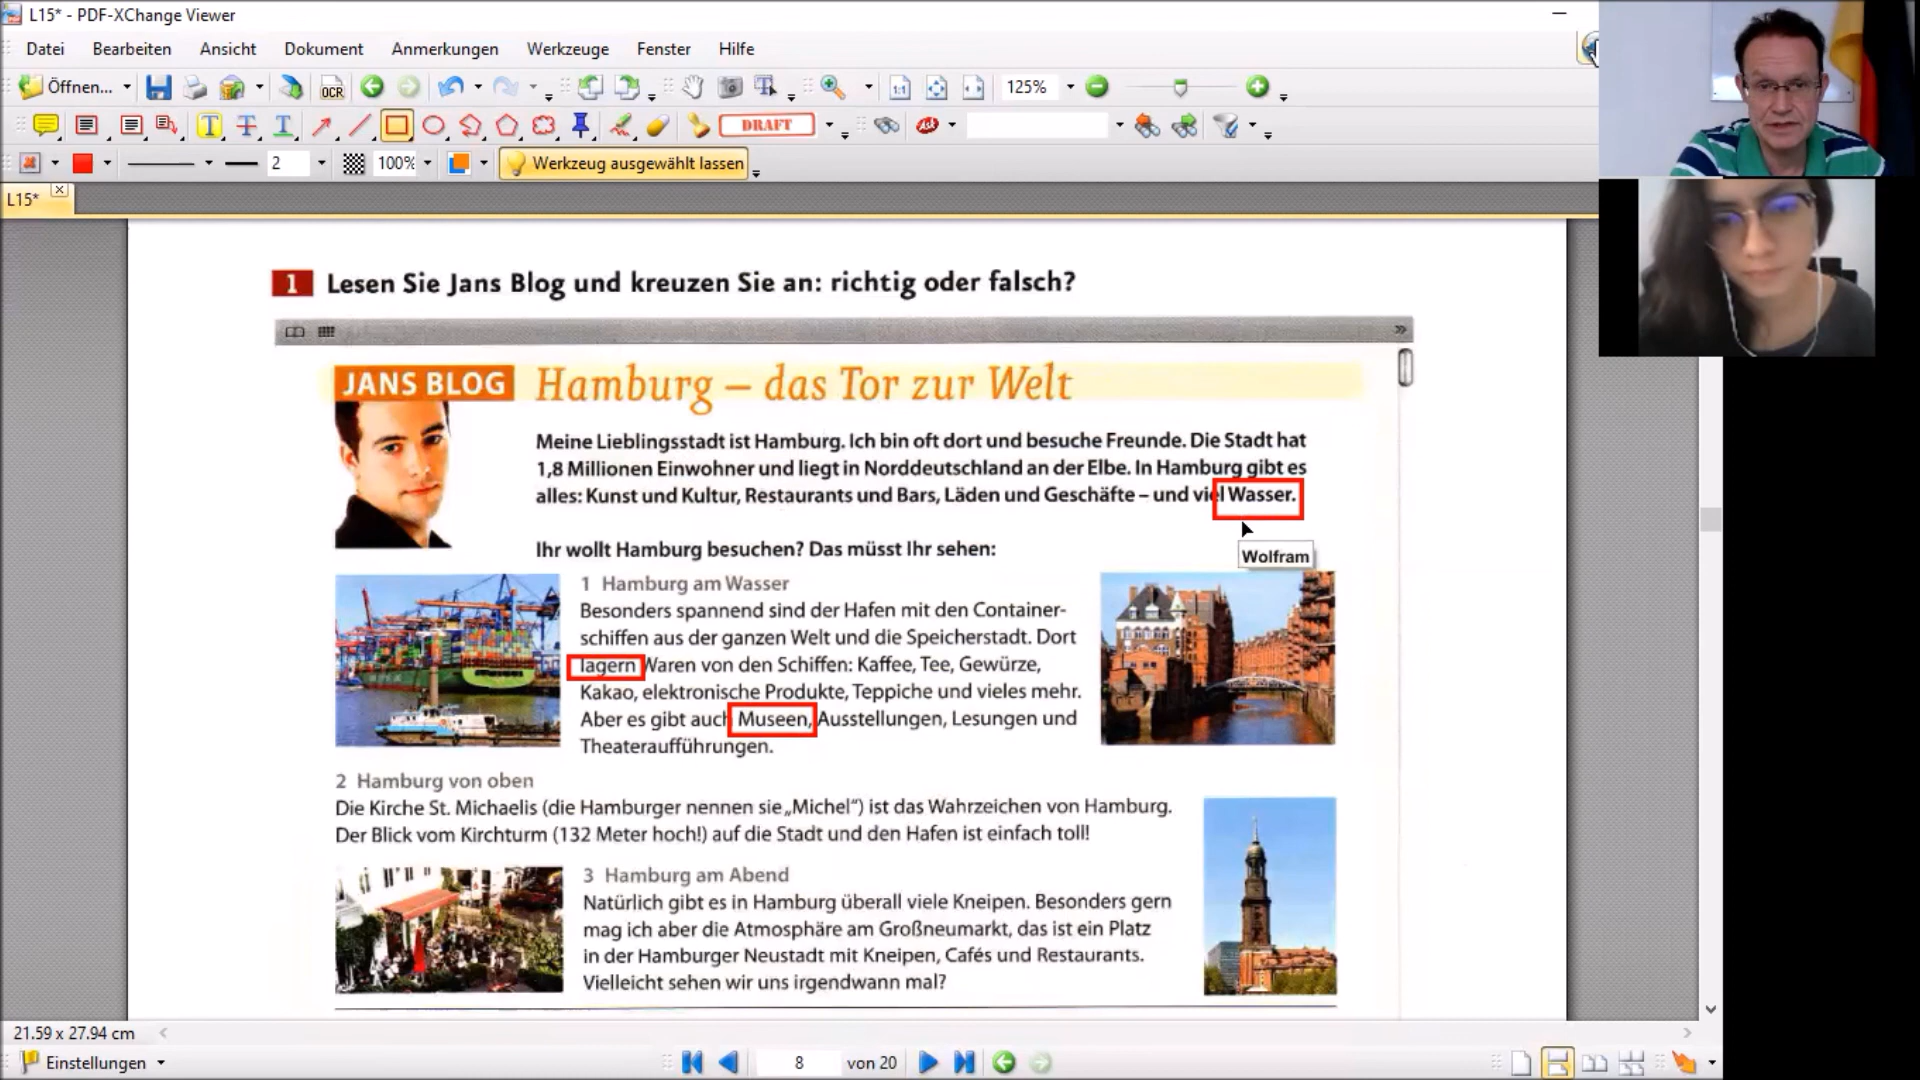 L15* - PDF-XChange Viewer
Datei Bearbeiten Ansicht Dokument Anmerkungen Werkzeuge Fenster Hilfe
Öffnen... OCR 1:1 125%
DRAFT ASK
2 100% Werkzeug ausgewählt lassen
L15*
1 Lesen Sie Jans Blog und kreuzen Sie an: richtig oder falsch?
JANS BLOG Hamburg – das Tor zur Welt
Meine Lieblingsstadt ist Hamburg. Ich bin oft dort und besuche Freunde. Die Stadt hat
1,8 Millionen Einwohner und liegt in Norddeutschland an der Elbe. In Hamburg gibt es
alles: Kunst und Kultur, Restaurants und Bars, Läden und Geschäfte – und viel Wasser.
Ihr wollt Hamburg besuchen? Das müsst Ihr sehen:
Wolfram
1 Hamburg am Wasser
Besonders spannend sind der Hafen mit den Container-
schiffen aus der ganzen Welt und die Speicherstadt. Dort
lagern Waren von den Schiffen: Kaffee, Tee, Gewürze,
Kakao, elektronische Produkte, Teppiche und vieles mehr.
Aber es gibt auch Museen, Ausstellungen, Lesungen und
Theateraufführungen.
2 Hamburg von oben
Die Kirche St. Michaelis (die Hamburger nennen sie „Michel“) ist das Wahrzeichen von Hamburg.
Der Blick vom Kirchturm (132 Meter hoch!) auf die Stadt und den Hafen ist einfach toll!
3 Hamburg am Abend
Natürlich gibt es in Hamburg überall viele Kneipen. Besonders gern
mag ich aber die Atmosphäre am Großneumarkt, das ist ein Platz
in der Hamburger Neustadt mit Kneipen, Cafés und Restaurants.
Vielleicht sehen wir uns irgendwann mal?
21.59 x 27.94 cm
Einstellungen 8 von 20